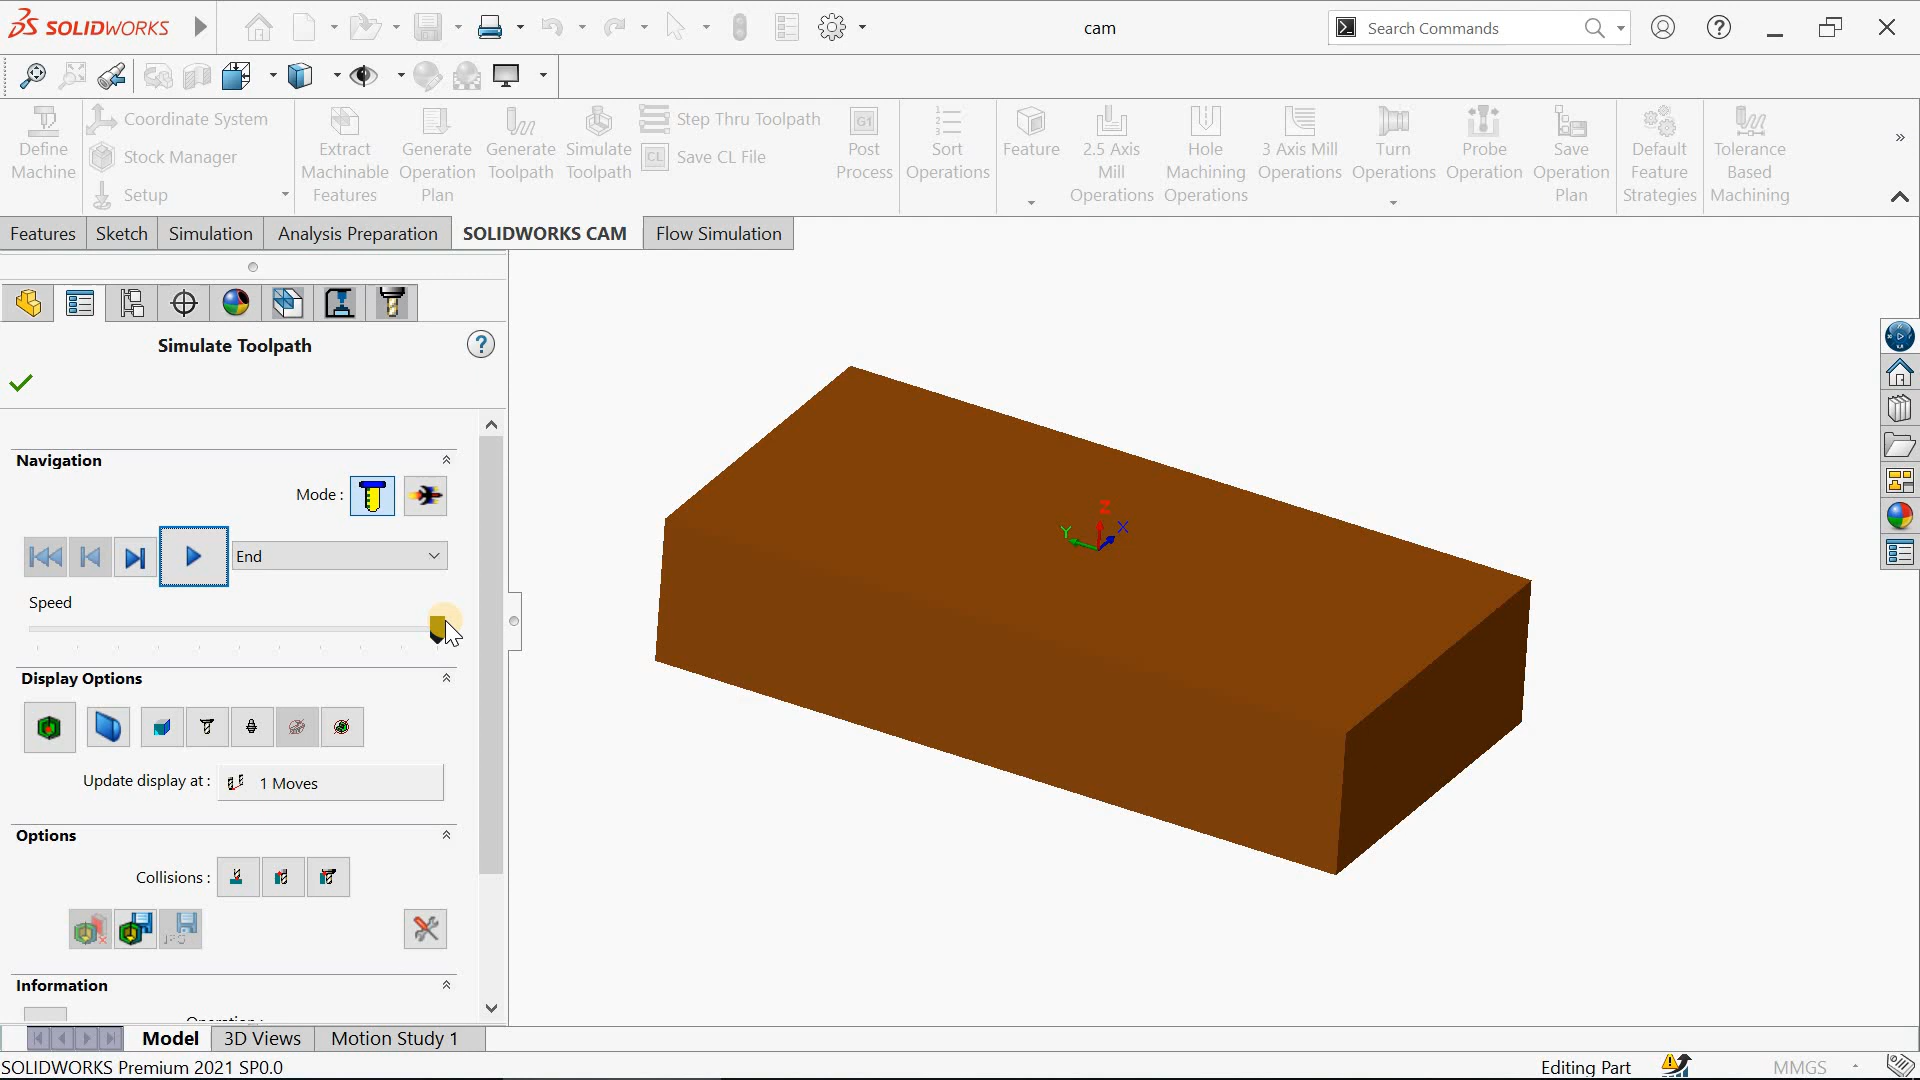 SOLIDWORKS
cam
Search Commands
Define Machine
Coordinate System
Stock Manager
Setup
Extract Machinable Features
Generate Operation Plan
Generate Toolpath
Simulate Toolpath
Step Thru Toolpath
CL Save CL File
G1
Post Process
Sort Operations
Feature
2.5 Axis Mill Operations
Hole Machining Operations
3 Axis Mill Operations
Turn Operations
Probe Operation
Save Operation Plan
Default Feature Strategies
Tolerance Based Machining
Features
Sketch
Simulation
Analysis Preparation
SOLIDWORKS CAM
Flow Simulation
Simulate Toolpath
Navigation
Mode :
End
Speed
Display Options
Update display at :
1 Moves
Options
Collisions :
Information
Z
Y
X
Model
3D Views
Motion Study 1
SOLIDWORKS Premium 2021 SP0.0
Editing Part
MMGS